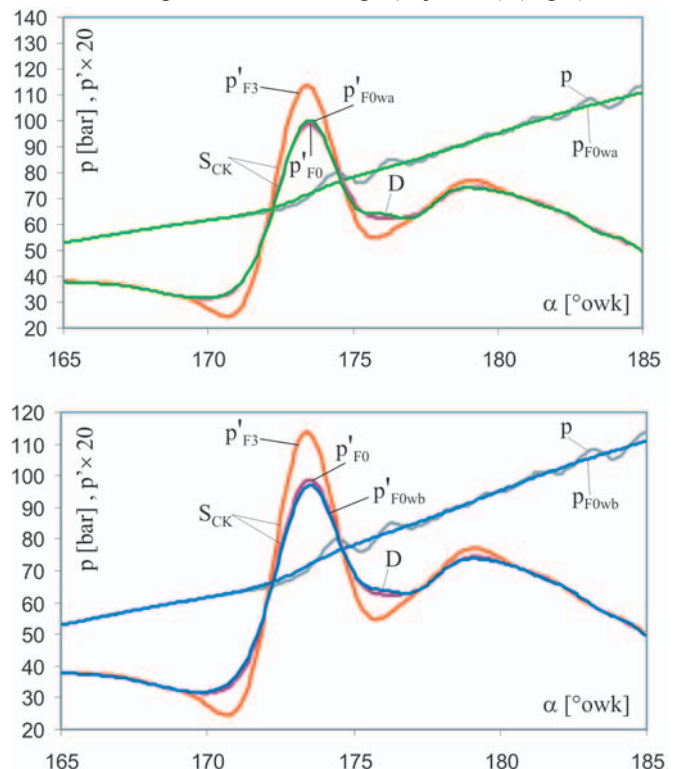 140
130
120
110
100
90
80
70
60
50
40
30
20
p [bar] , p’× 20
p'F3
p'F0wa
SCK
p'F0
D
p
pF0wa
α [°owk]
165 170 175 180 185
120
110
100
90
80
70
60
50
40
30
20
p [bar] , p’× 20
p'F3
p'F0
p'F0wb
SCK
D
p
pF0wb
α [°owk]
165 170 175 180 185